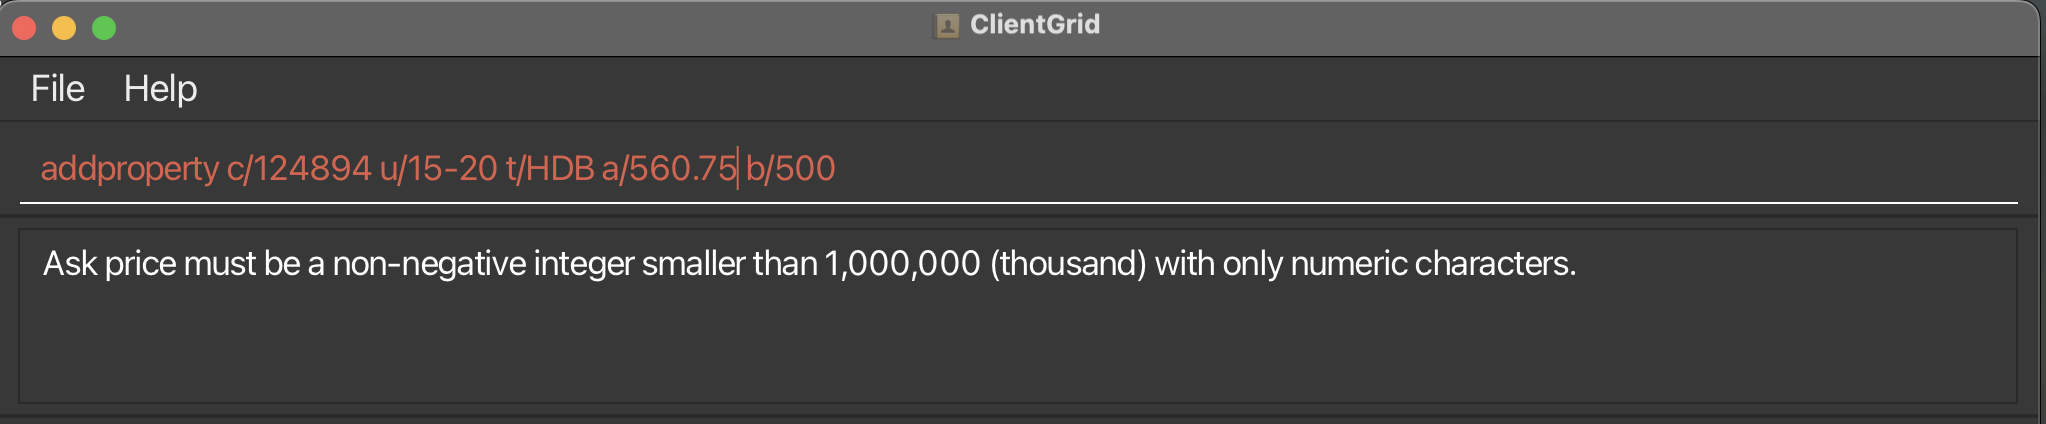 ClientGrid
File Help
addproperty c/124894 u/15-20 t/HDB a/560.75 b/500
Ask price must be a non-negative integer smaller than 1,000,000 (thousand) with only numeric characters.